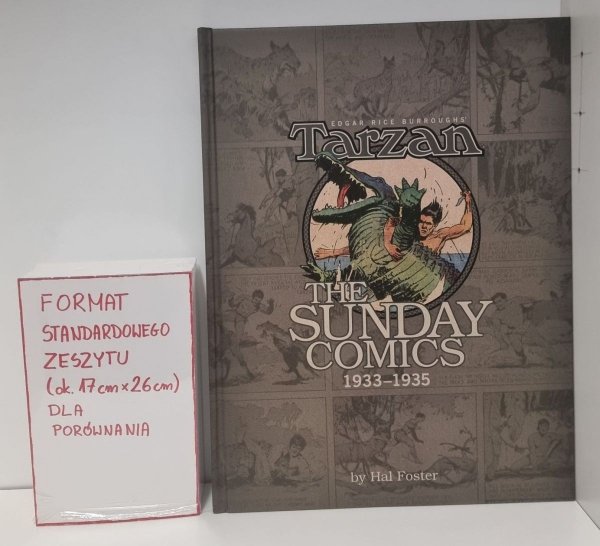 FORMAT
STANDARDOWEGO
ZESZYTU
(ok. 17cm x 26cm)
DLA
PORÓWNANIA
EDGAR RICE BURROUGHS'
Tarzan
THE
SUNDAY
COMICS
1933–1935
by Hal Foster